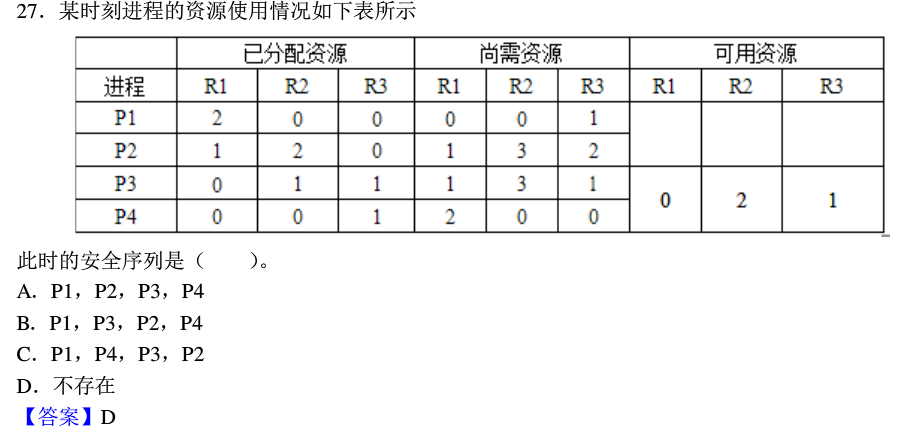 27．某时刻进程的资源使用情况如下表所示
已分配资源 尚需资源 可用资源
进程 R1 R2 R3 R1 R2 R3 R1 R2 R3
P1 2 0 0 0 0 1
P2 1 2 0 1 3 2
P3 0 1 1 1 3 1
0 2 1
P4 0 0 1 2 0 0
此时的安全序列是（　　）。
A．P1，P2，P3，P4
B．P1，P3，P2，P4
C．P1，P4，P3，P2
D．不存在
【答案】D